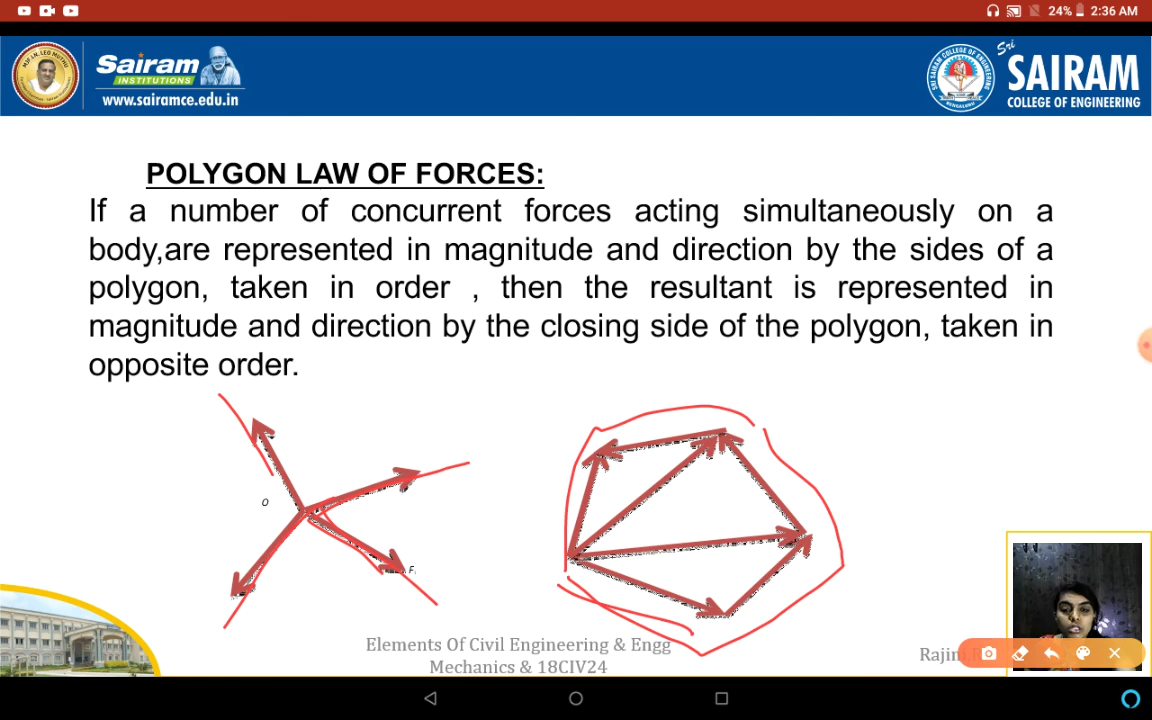 24% 2:36 AM
Sairam
INSTITUTIONS
www.sairamce.edu.in
Sri
SAIRAM
COLLEGE OF ENGINEERING
POLYGON LAW OF FORCES:
If a number of concurrent forces acting simultaneously on a
body,are represented in magnitude and direction by the sides of a
polygon, taken in order , then the resultant is represented in
magnitude and direction by the closing side of the polygon, taken in
opposite order.
O
F
Elements Of Civil Engineering & Engg
Mechanics & 18CIV24
Rajini